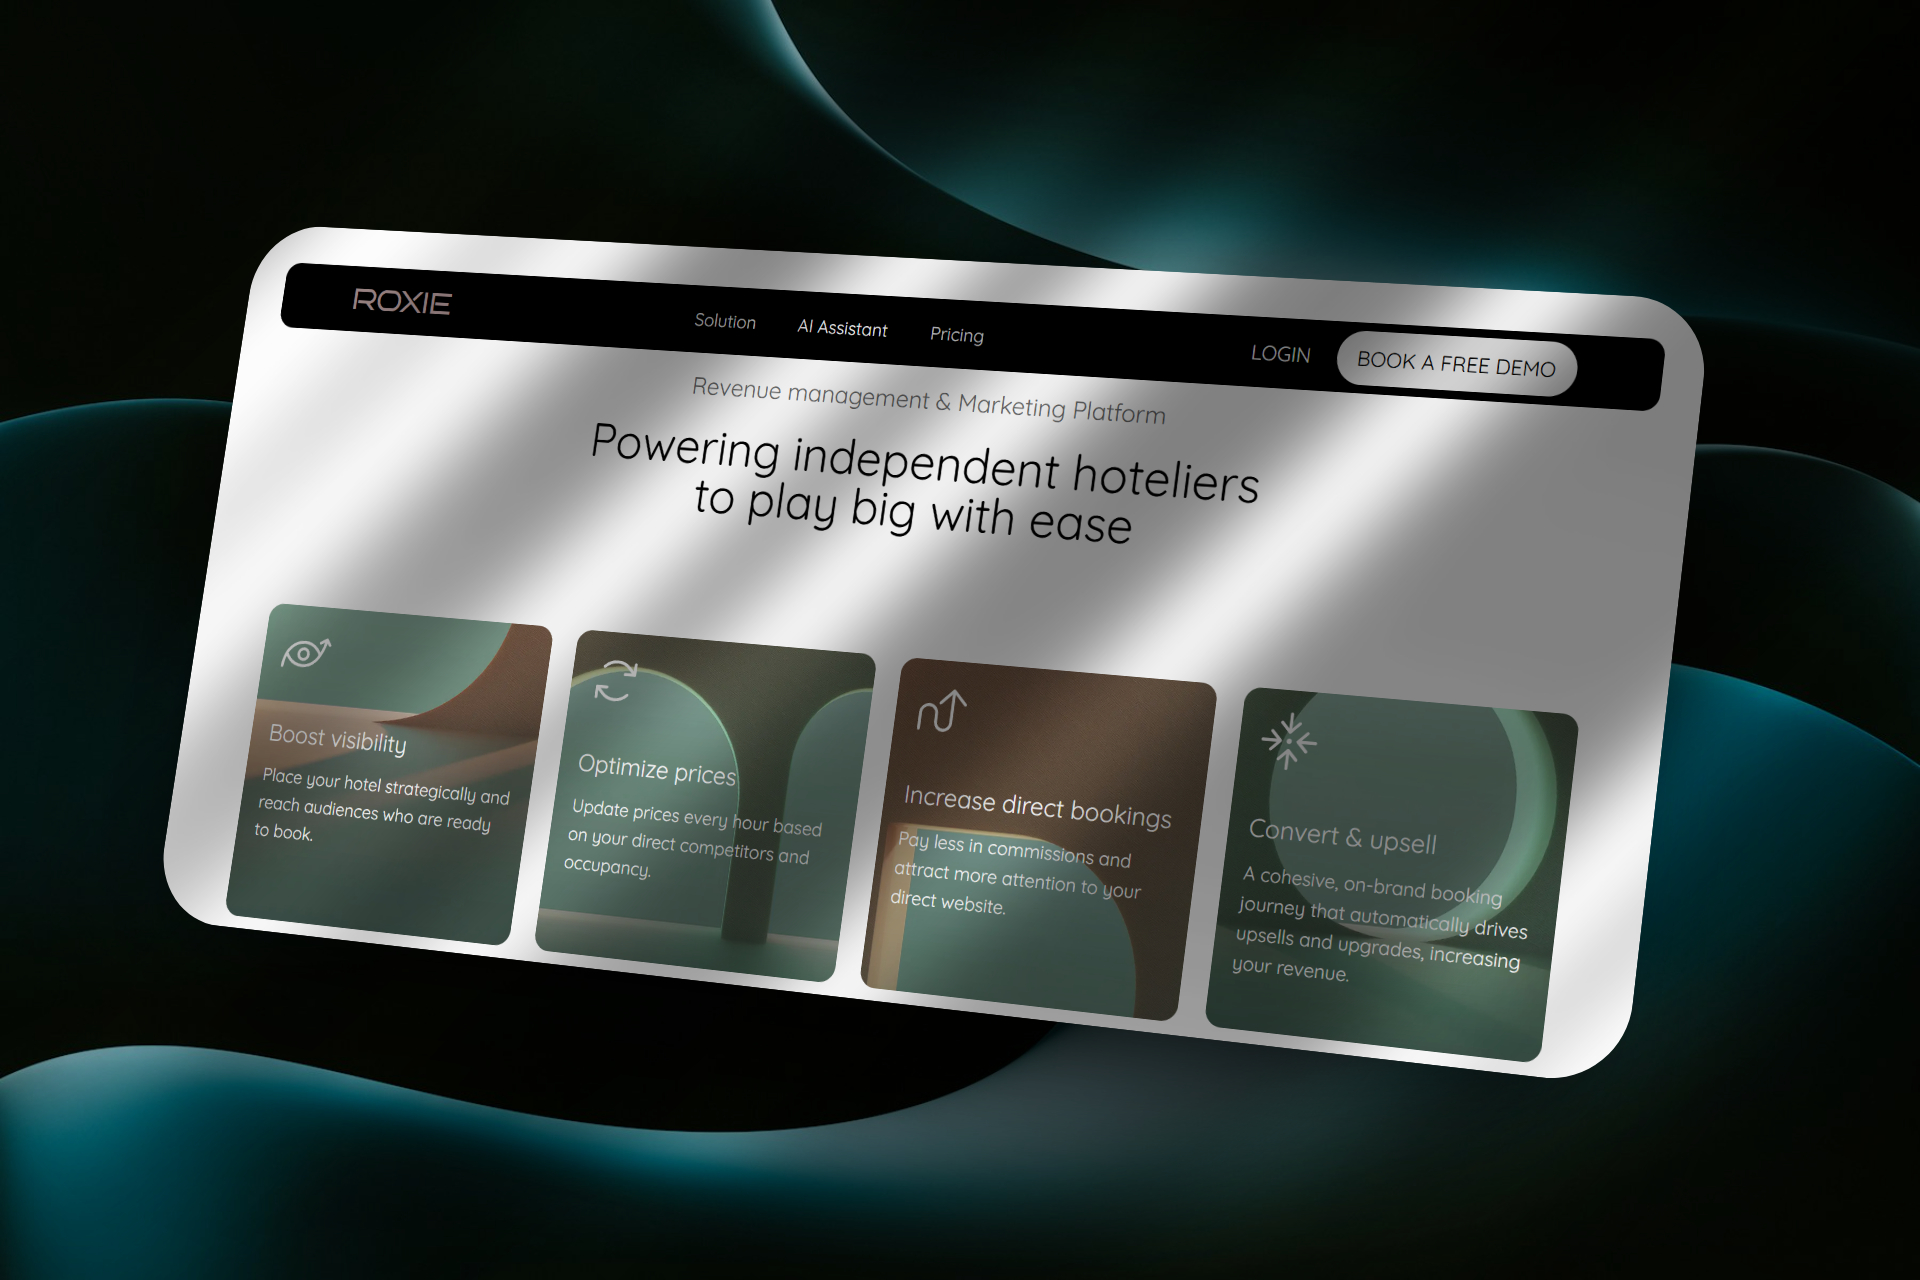 ROXIE
Solution
AI Assistant
Pricing
LOGIN
BOOK A FREE DEMO
Revenue management & Marketing Platform
Powering independent hoteliers
to play big with ease
Boost visibility
Place your hotel strategically and
reach audiences who are ready
to book.
Optimize prices
Update prices every hour based
on your direct competitors and
occupancy.
Increase direct bookings
Pay less in commissions and
attract more attention to your
direct website.
Convert & upsell
A cohesive, on-brand booking
journey that automatically drives
upsells and upgrades, increasing
your revenue.